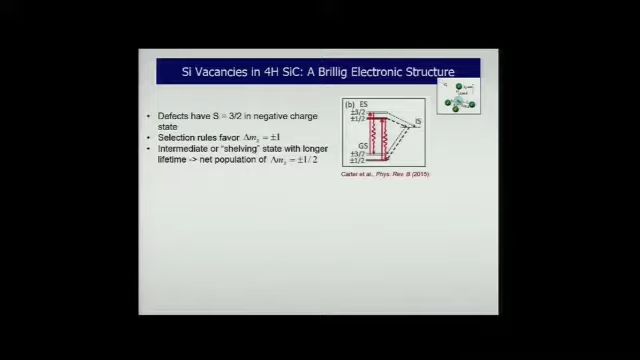 Si Vacancies in 4H SiC: A Brillig Electronic Structure
• Defects have S = 3/2 in negative charge
state
• Selection rules favor Δmₛ = ±1
• Intermediate or "shelving" state with longer
lifetime -> net population of Δmₛ = ±1/2
(b) ES
±3/2
±1/2
IS
GS
±3/2
±1/2
Carter et al., Phys. Rev. B (2015)